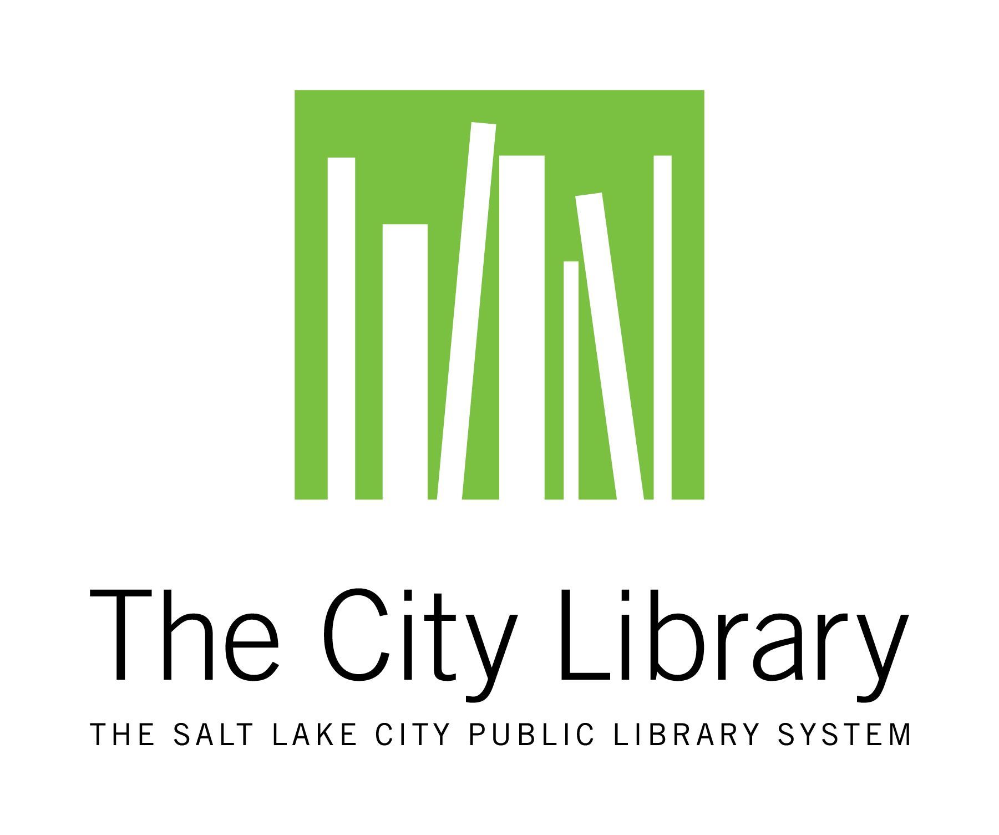 The City Library
THE SALT LAKE CITY PUBLIC LIBRARY SYSTEM